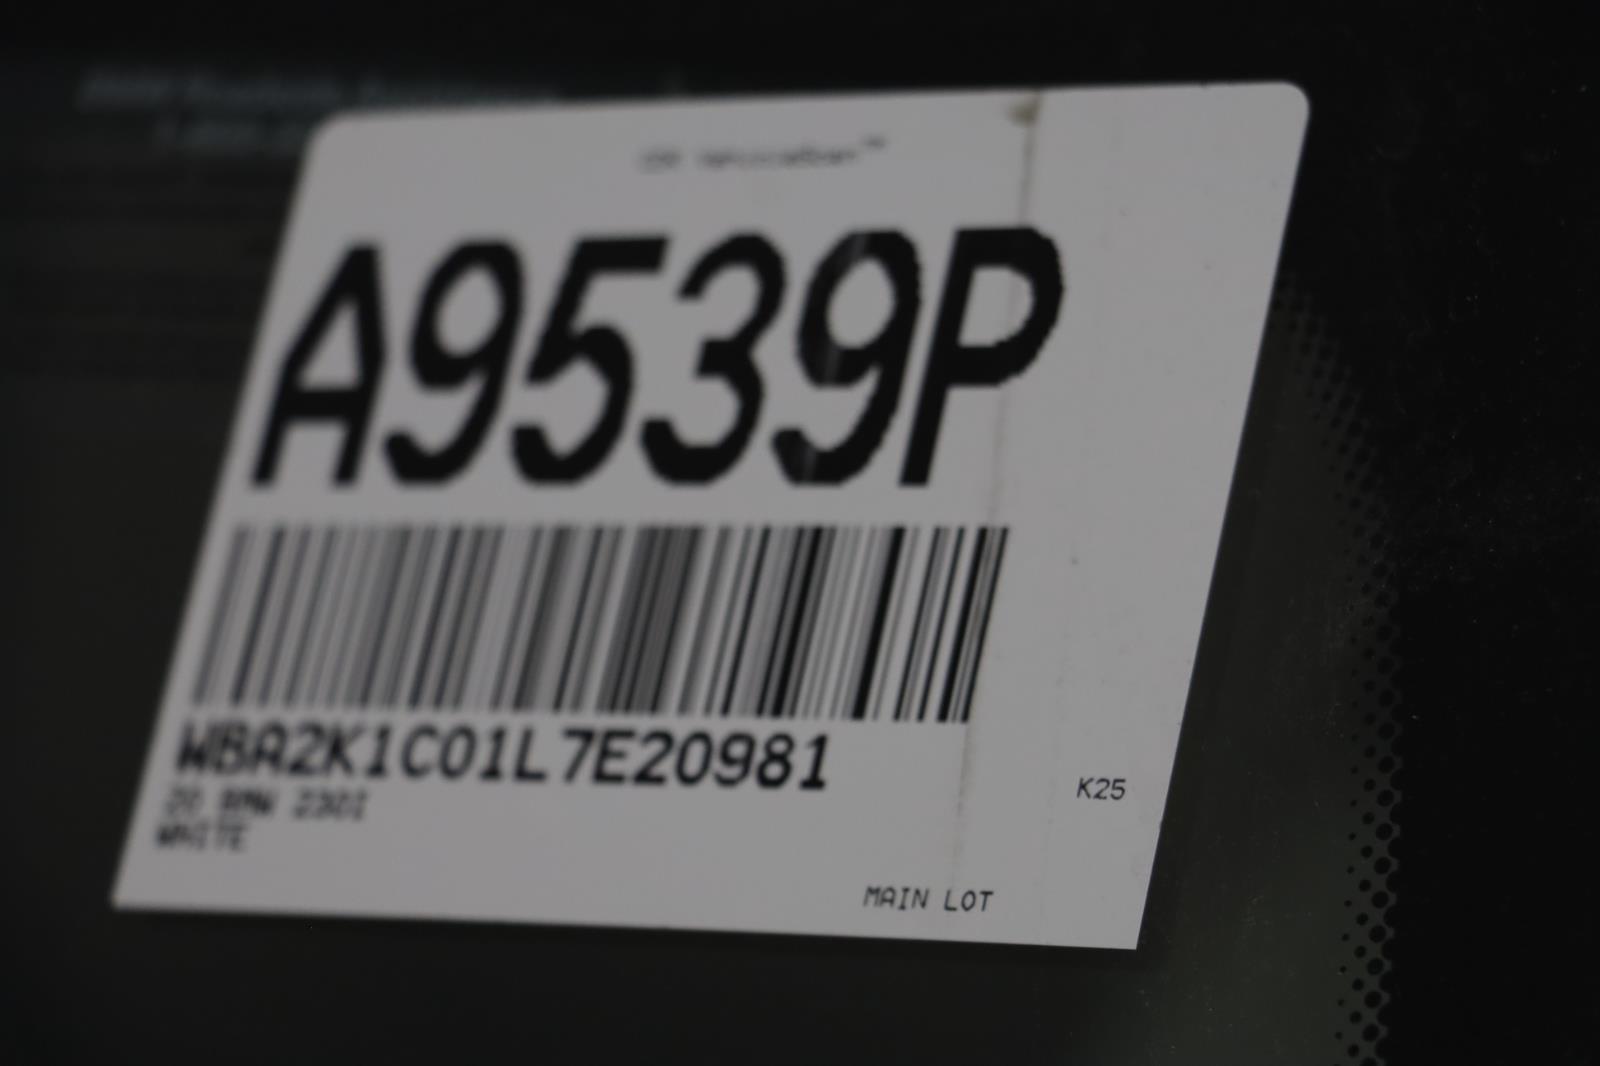 A9539P
WBA2K1C01L7E20981
20 BMW 230I
WHITE
K25
MAIN LOT